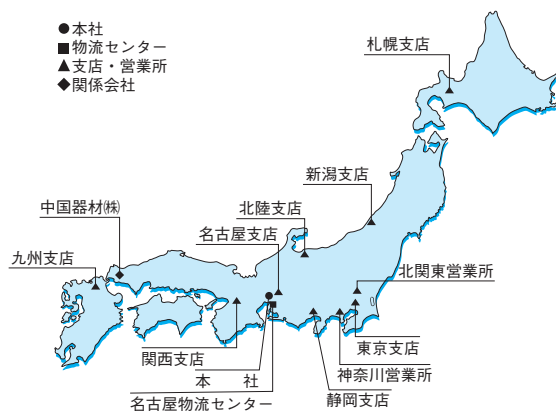 ●本社
■物流センター
▲支店・営業所
◆関係会社
札幌支店
新潟支店
中国器材㈱
北陸支店
名古屋支店
九州支店
北関東営業所
東京支店
関西支店
本　社
神奈川営業所
名古屋物流センター
静岡支店